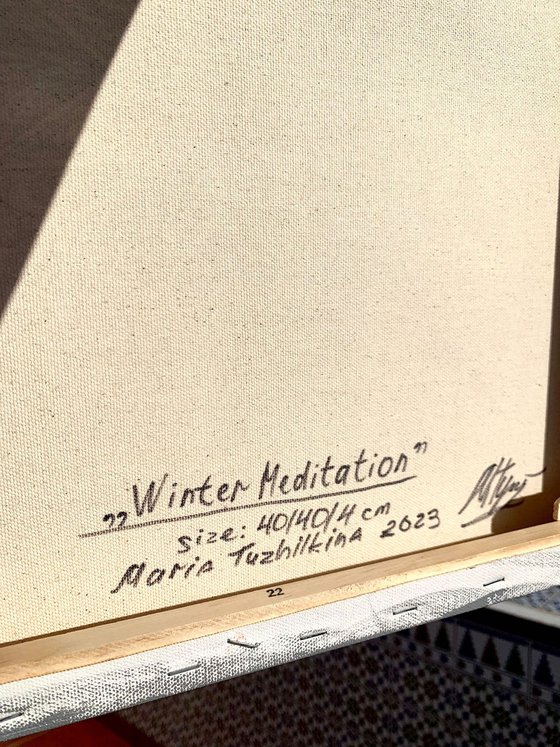 „Winter Meditation”
size: 40/40/4 cm
Maria Tuzhilkina 2023
22